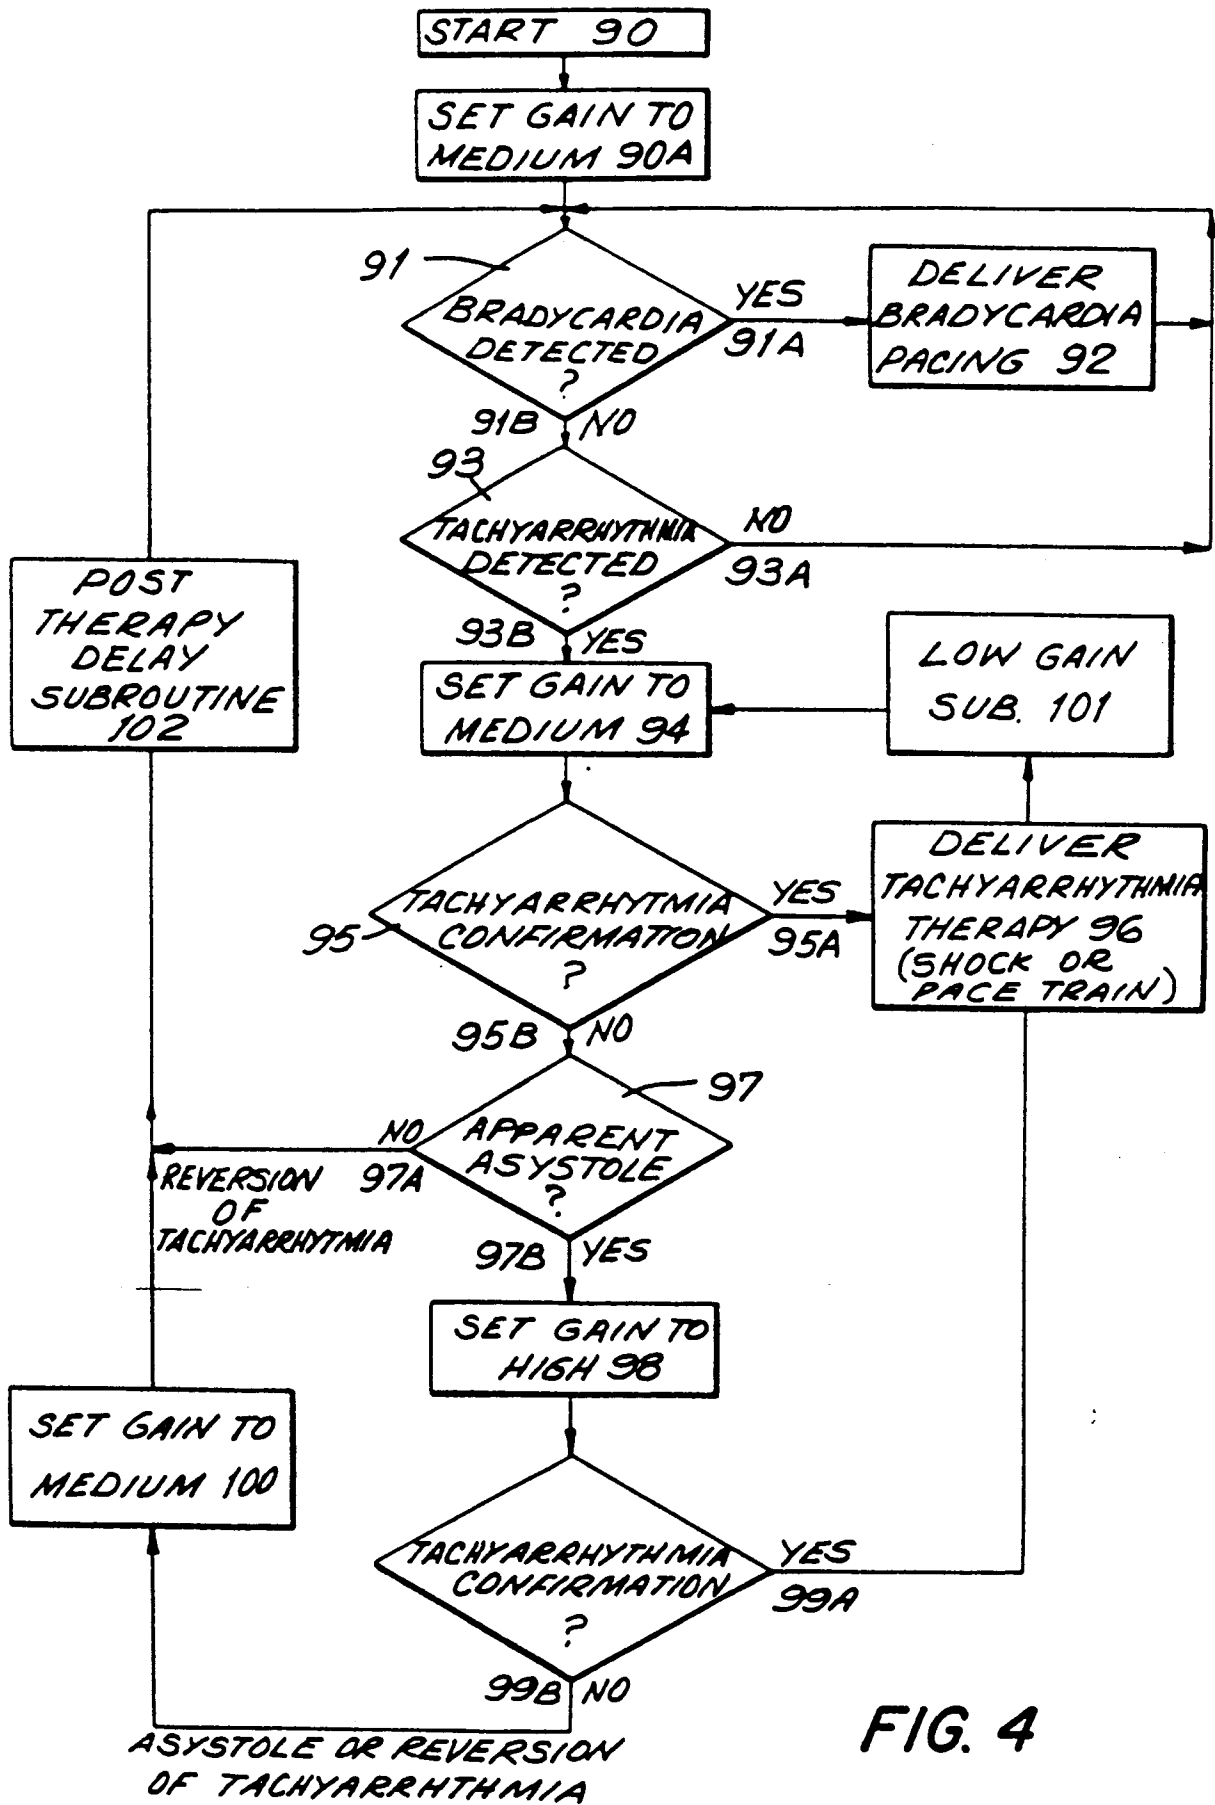 START 90
SET GAIN TO
MEDIUM 90A
91
BRADYCARDIA
DETECTED
?
YES
91A
DELIVER
BRADYCARDIA
PACING 92
91B NO
93
TACHYARRHYTHMIA
DETECTED
?
NO
93A
93B YES
POST
THERAPY
DELAY
SUBROUTINE
102
SET GAIN TO
MEDIUM 94
LOW GAIN
SUB. 101
95
TACHYARRHYTMIA
CONFIRMATION
?
YES
95A
DELIVER
TACHYARRHYTHMIA
THERAPY 96
(SHOCK OR
PACE TRAIN)
95B NO
97
APPARENT
ASYSTOLE
?
NO
97A
REVERSION
OF
TACHYARRHYTMIA
97B YES
SET GAIN TO
HIGH 98
SET GAIN TO
MEDIUM 100
TACHYARRHYTHMIA
CONFIRMATION
?
YES
99A
99B NO
ASYSTOLE OR REVERSION
OF TACHYARRHTHMIA
FIG. 4